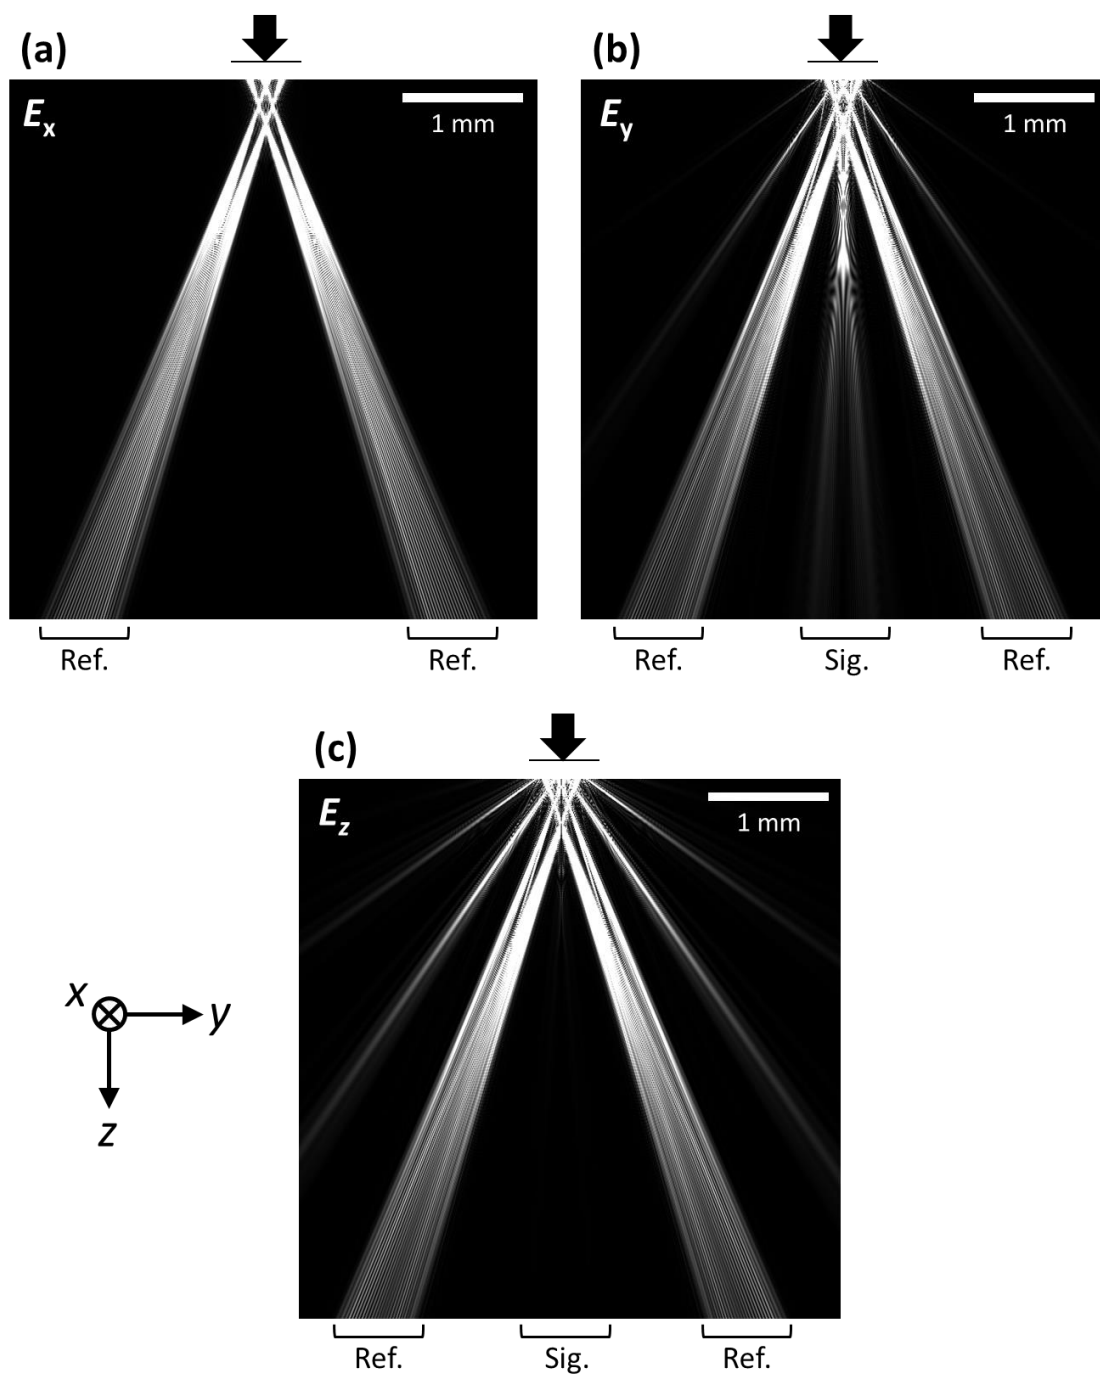 (a)
(b)
Ex
1 mm
Ey
1 mm
Ref.
Ref.
Ref.
Sig.
Ref.
(c)
Ez
1 mm
x
y
z
Ref.
Sig.
Ref.